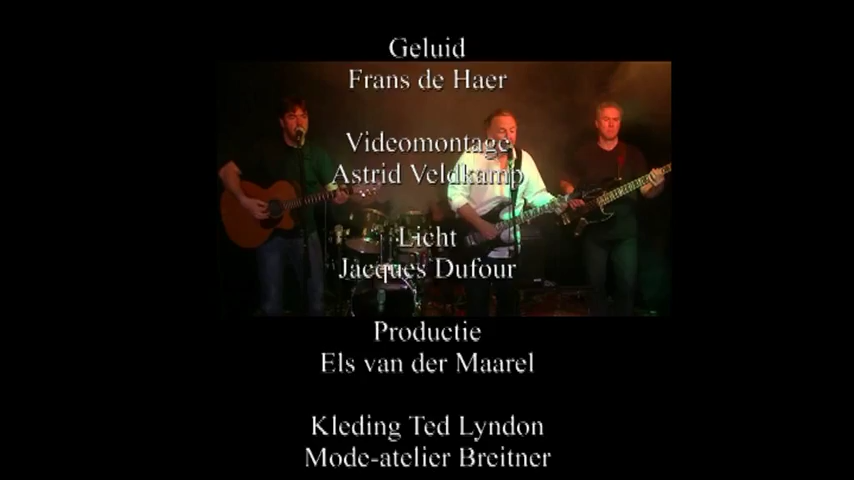 Geluid
Frans de Haer
Videomontage
Astrid Veldkamp
Licht
Jacques Dufour
Productie
Els van der Maarel
Kleding Ted Lyndon
Mode-atelier Breitner